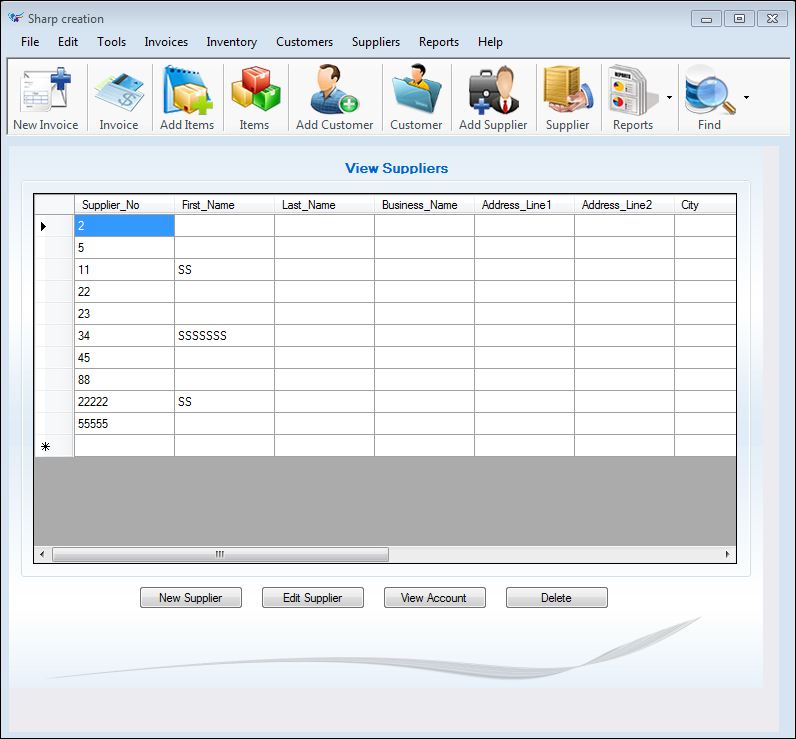 Sharp creation
File Edit Tools Invoices Inventory Customers Suppliers Reports Help
REPORTS
New Invoice Invoice Add Items Items Add Customer Customer Add Supplier Supplier Reports Find
View Suppliers
Supplier_No First_Name Last_Name Business_Name Address_Line1 Address_Line2 City
2
5
11 SS
22
23
34 SSSSSSS
45
88
22222 SS
55555
New Supplier Edit Supplier View Account Delete